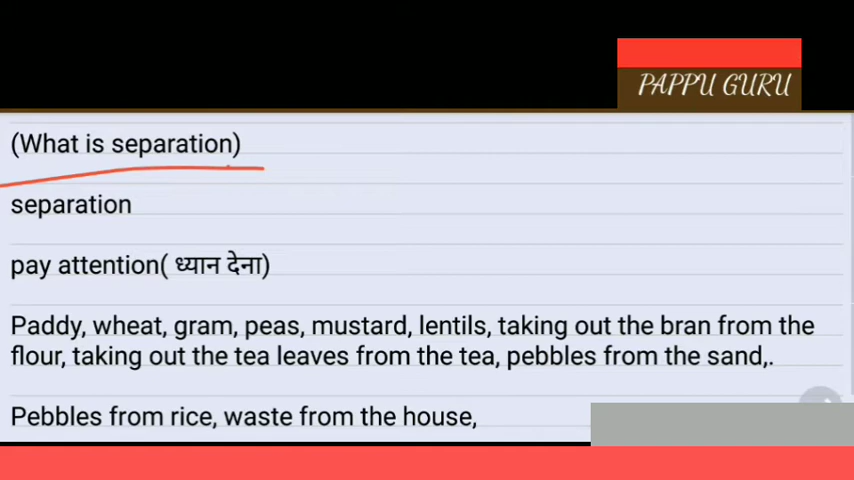 PAPPU GURU
(What is separation)
separation
pay attention( ध्यान देना)
Paddy, wheat, gram, peas, mustard, lentils, taking out the bran from the
flour, taking out the tea leaves from the tea, pebbles from the sand,.
Pebbles from rice, waste from the house,